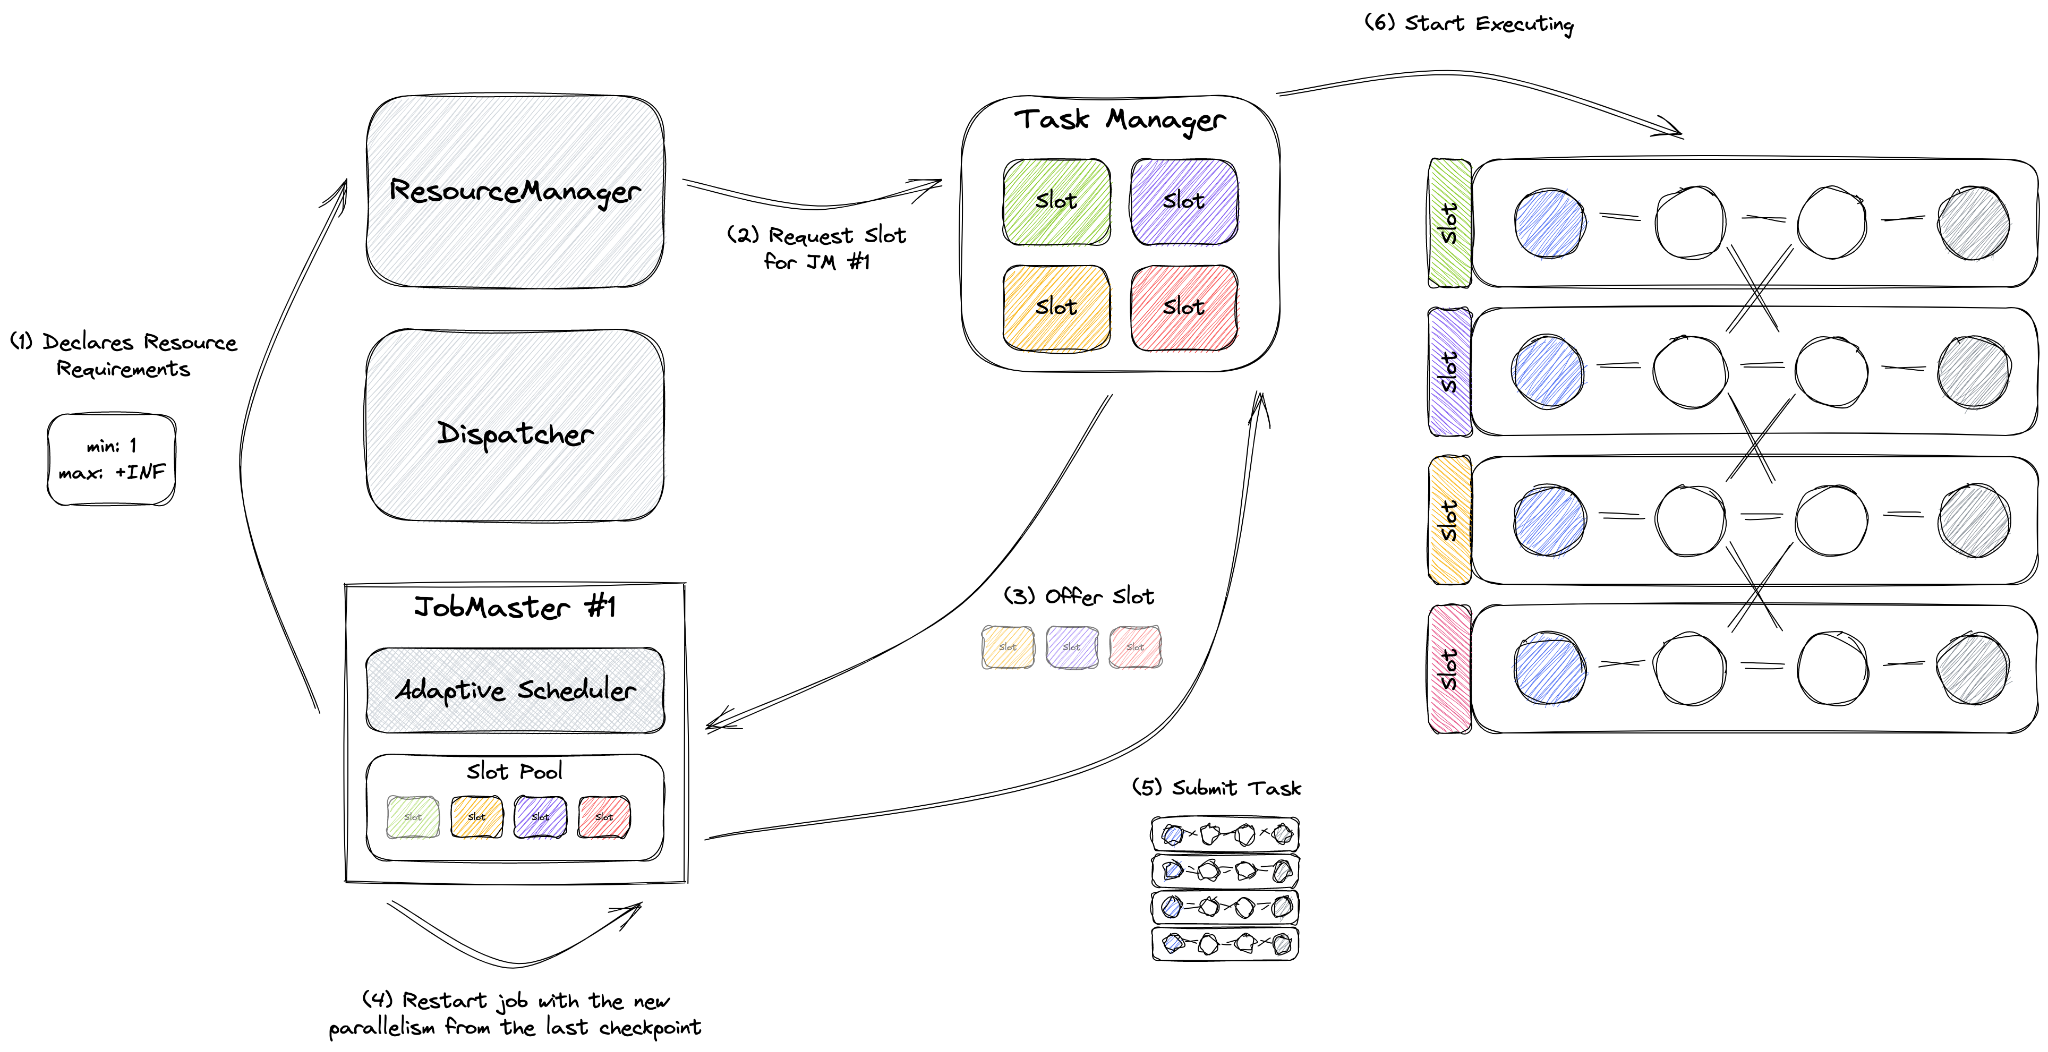 (6) Start Executing
ResourceManager
Task Manager
Slot
Slot
Slot
Slot
(2) Request Slot
for JM #1
(1) Declares Resource
Requirements
min: 1
max: +INF
Dispatcher
JobMaster #1
Adaptive Scheduler
Slot Pool
Slot
Slot
Slot
Slot
(3) Offer Slot
Slot
Slot
Slot
(4) Restart job with the new
parallelism from the last checkpoint
(5) Submit Task
Slot
Slot
Slot
Slot